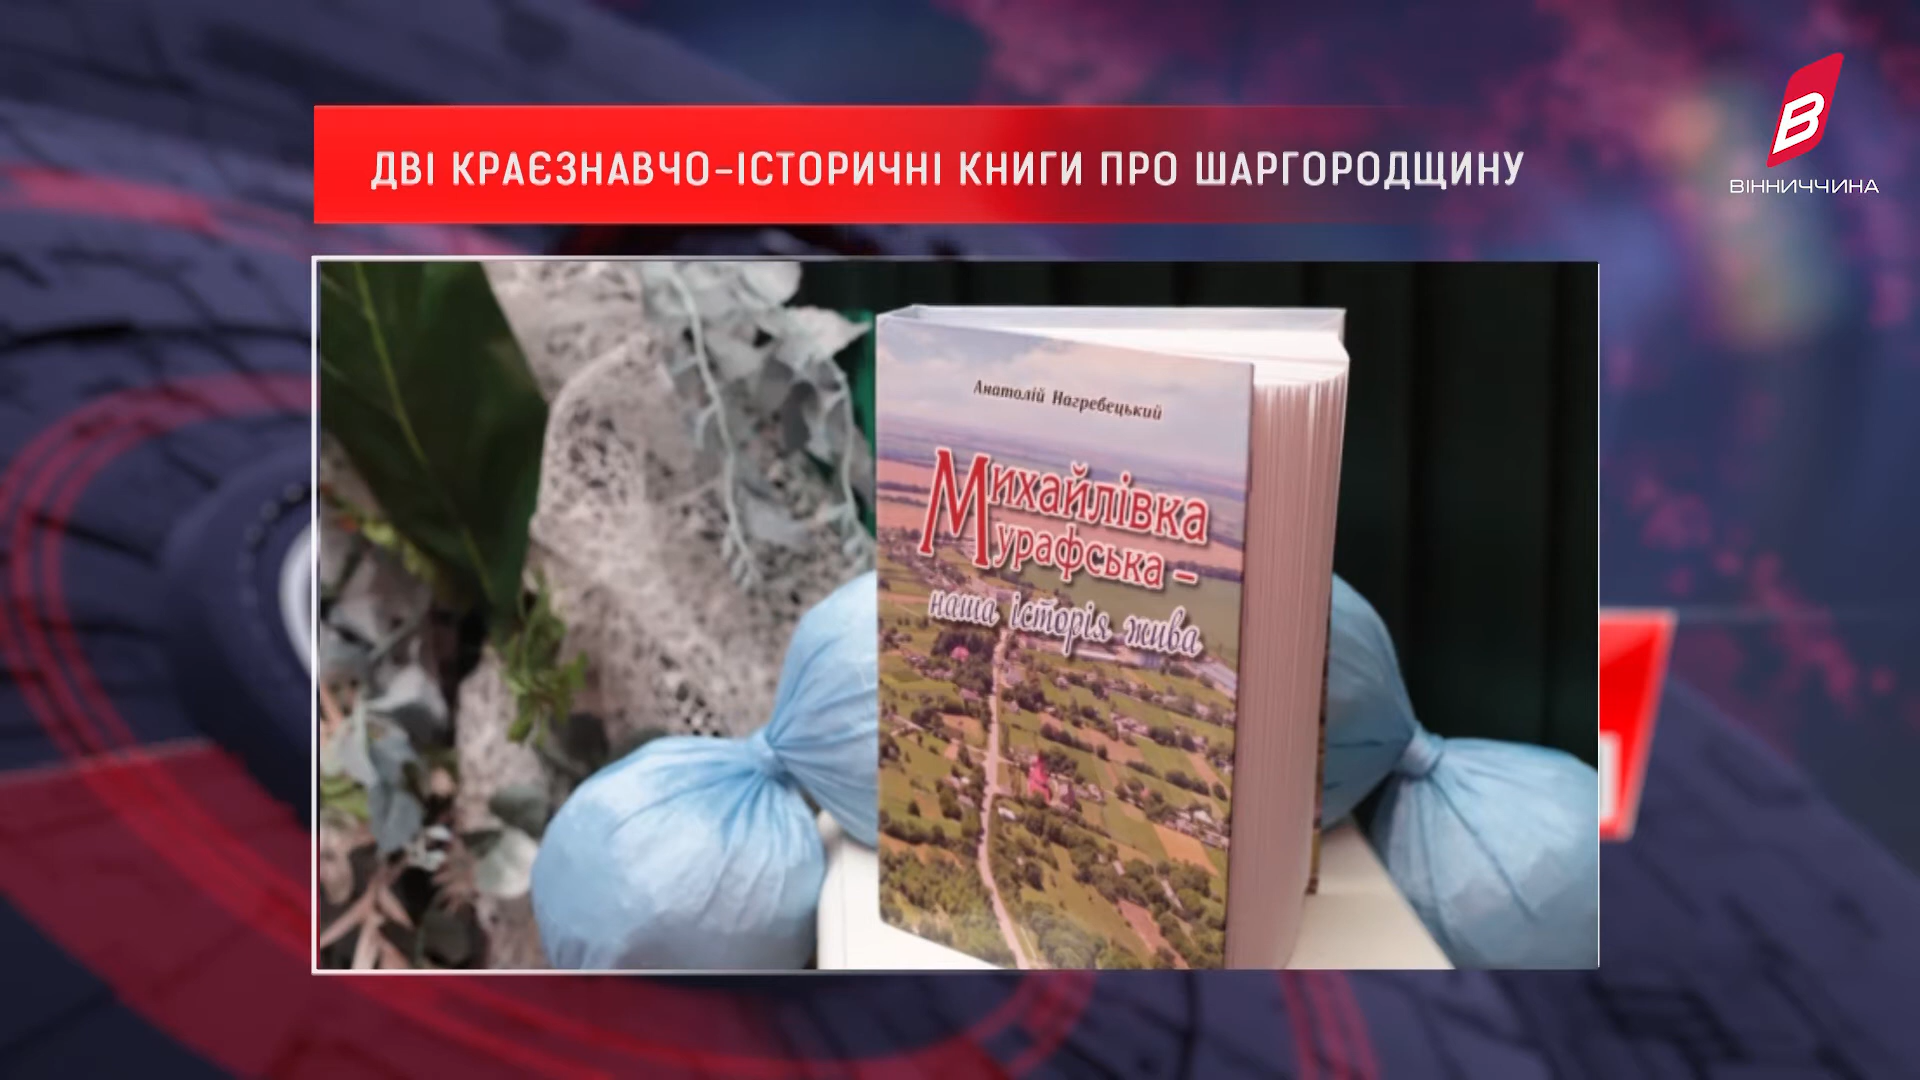 ДВІ КРАЄЗНАВЧО-ІСТОРИЧНІ КНИГИ ПРО ШАРГОРОДЩИНУ
В
ВІННИЧЧИНА
Анатолій Нагребецький
Михайлівка
Мурафська –
наша історія жива